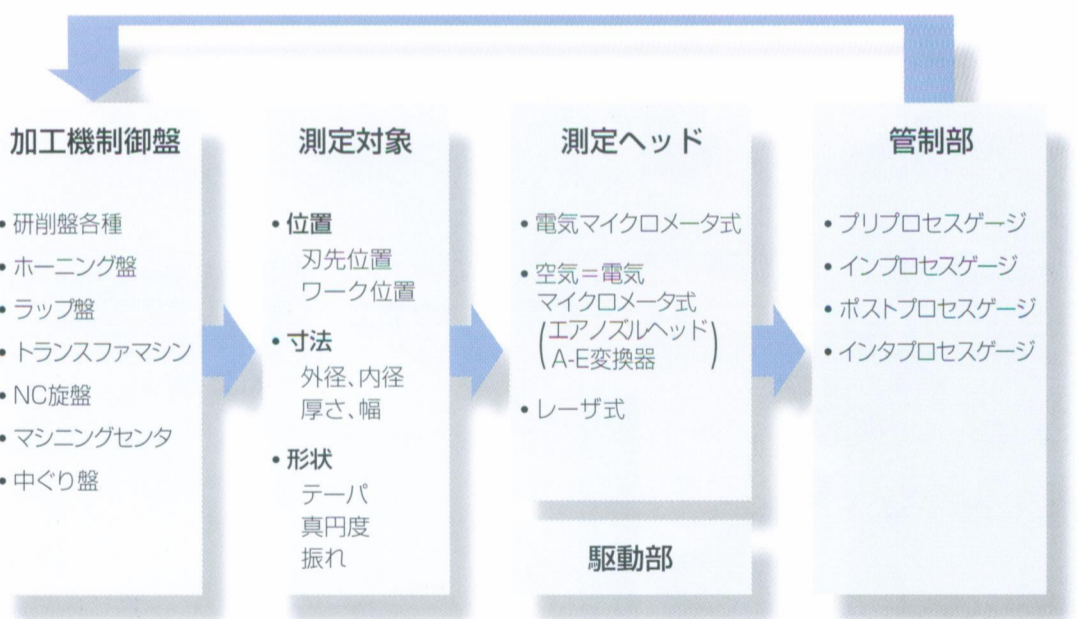 加工機制御盤
• 研削盤各種
• ホーニング盤
• ラップ盤
• トランスファマシン
• NC旋盤
• マシニングセンタ
• 中ぐり盤
測定対象
• 位置
刃先位置
ワーク位置
• 寸法
外径、内径
厚さ、幅
• 形状
テーパ
真円度
振れ
測定ヘッド
• 電気マイクロメータ式
• 空気＝電気
マイクロメータ式
(エアノズルヘッド
A-E変換器)
• レーザ式
駆動部
管制部
• プリプロセスゲージ
• インプロセスゲージ
• ポストプロセスゲージ
• インタプロセスゲージ